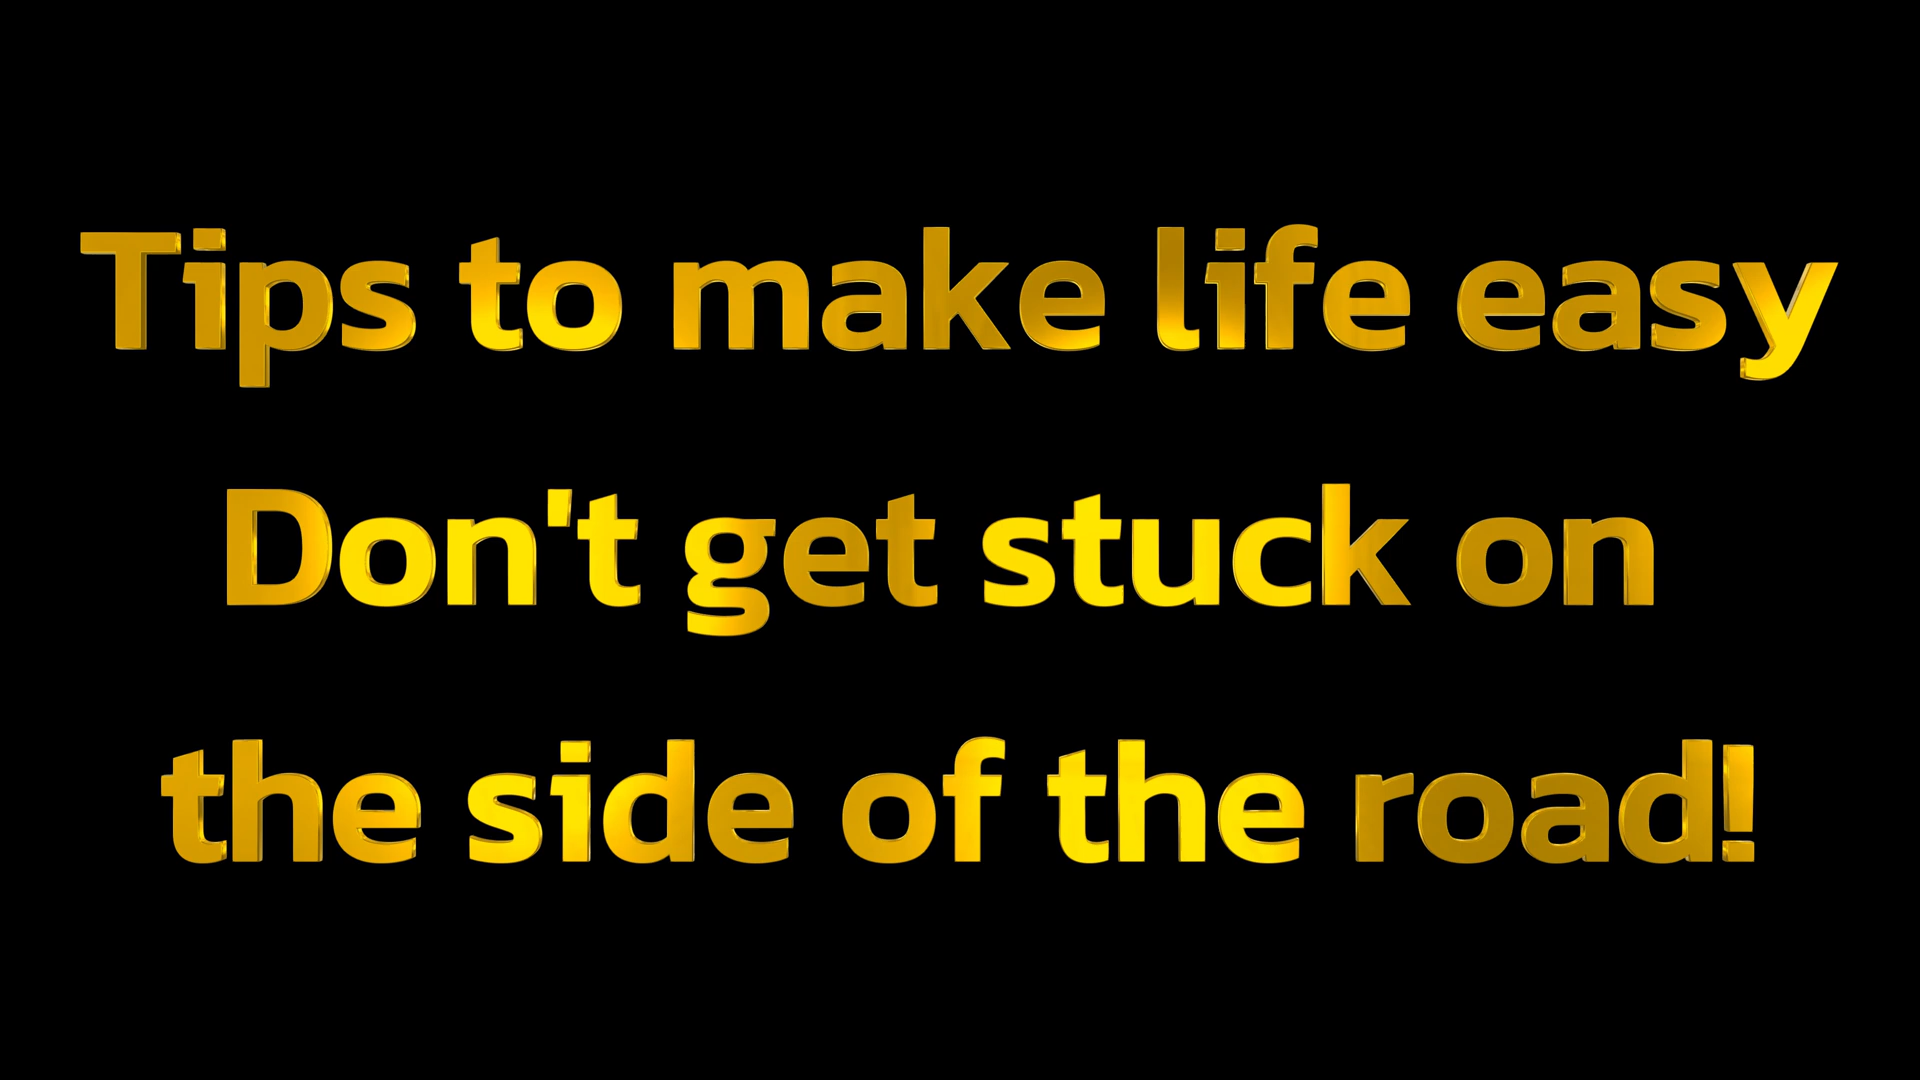 Tips to make life easy
Don't get stuck on
the side of the road!